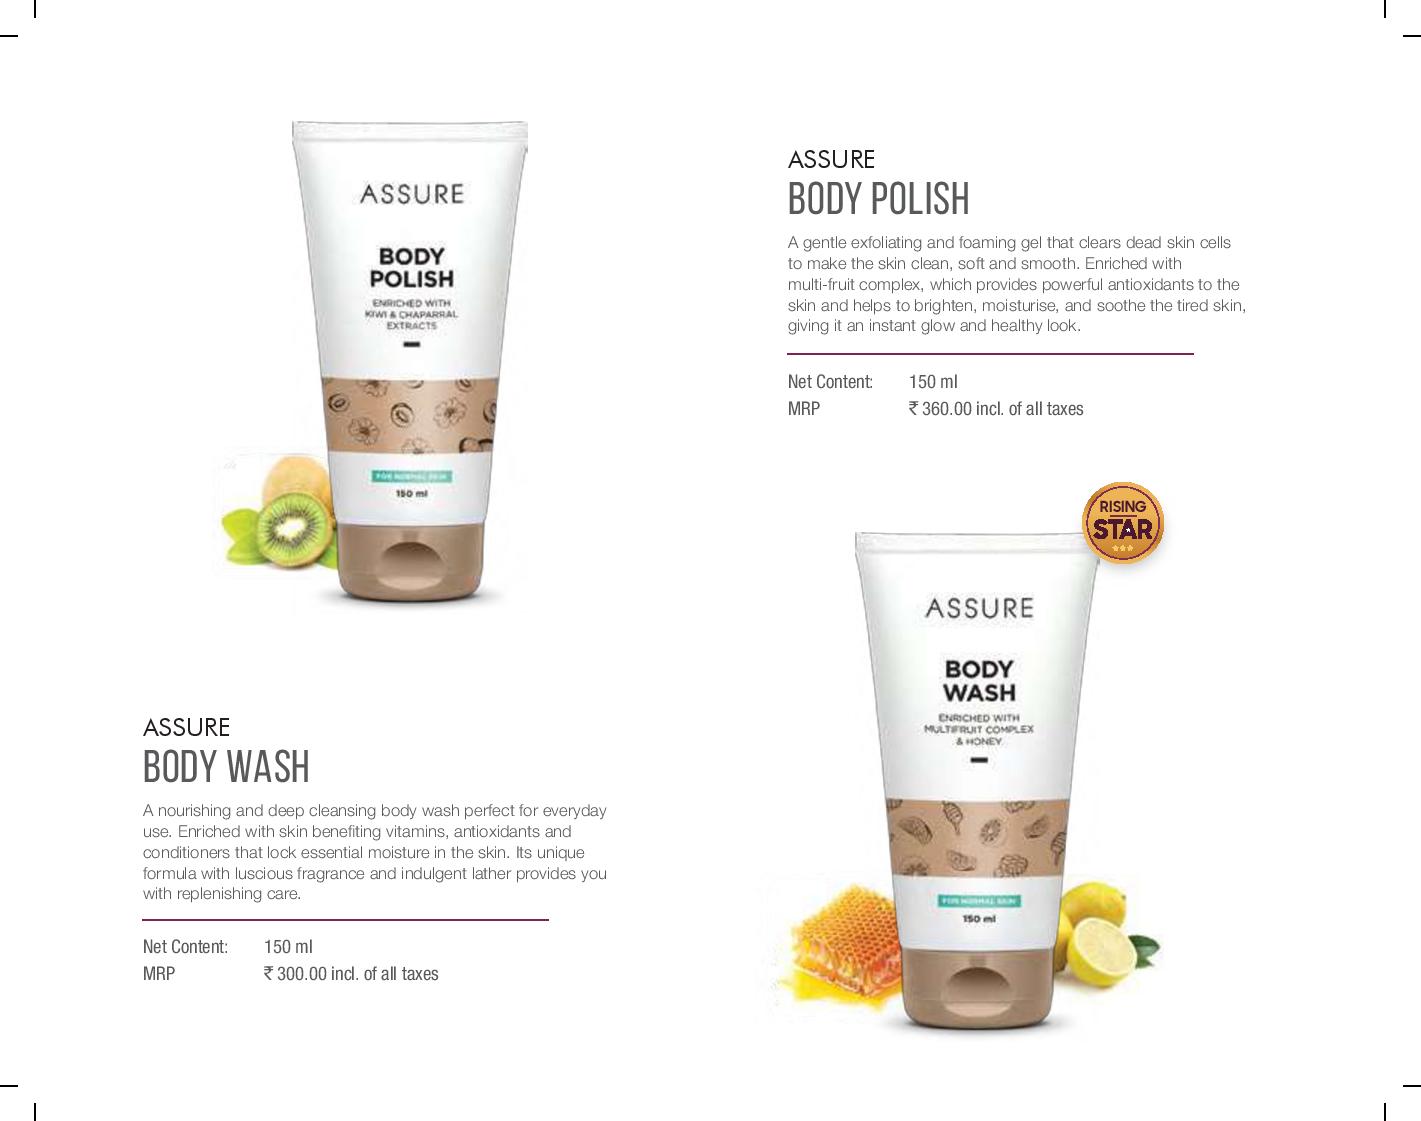 ASSURE
BODY
POLISH
ENRICHED WITH
KIWI & CHAPARRAL
EXTRACTS
FOR NORMAL SKIN
150 ml
ASSURE
BODY POLISH
A gentle exfoliating and foaming gel that clears dead skin cells
to make the skin clean, soft and smooth. Enriched with
multi-fruit complex, which provides powerful antioxidants to the
skin and helps to brighten, moisturise, and soothe the tired skin,
giving it an instant glow and healthy look.
Net Content: 150 ml
MRP ₹ 360.00 incl. of all taxes
ASSURE
BODY WASH
A nourishing and deep cleansing body wash perfect for everyday
use. Enriched with skin benefiting vitamins, antioxidants and
conditioners that lock essential moisture in the skin. Its unique
formula with luscious fragrance and indulgent lather provides you
with replenishing care.
Net Content: 150 ml
MRP ₹ 300.00 incl. of all taxes
RISING
STAR
ASSURE
BODY
WASH
ENRICHED WITH
MULTIFRUIT COMPLEX
& HONEY
FOR NORMAL SKIN
150 ml